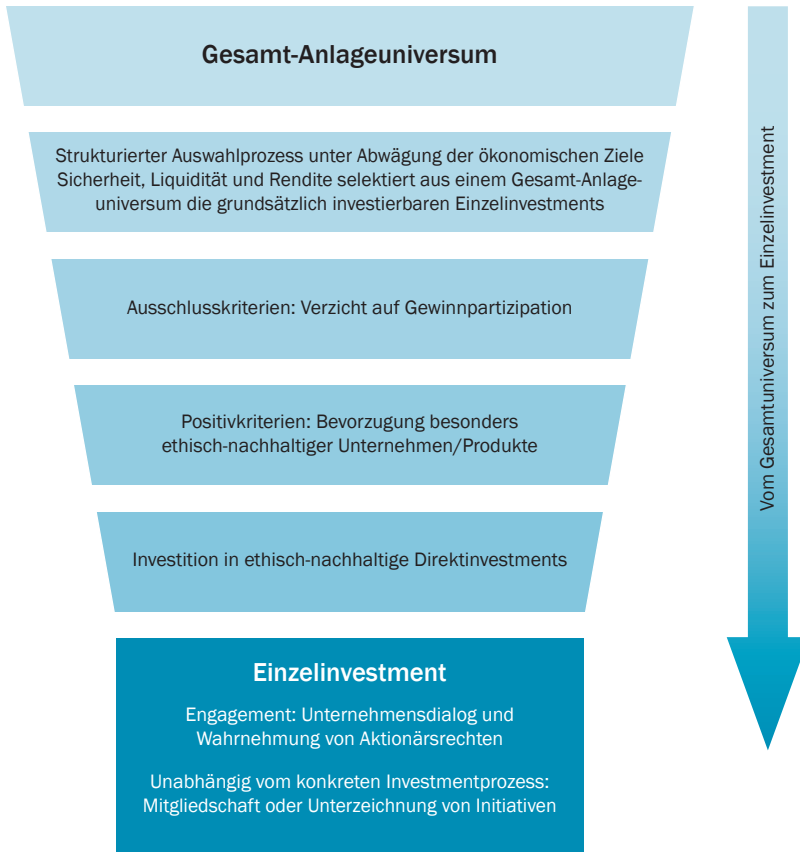 Gesamt-Anlageuniversum
Strukturierter Auswahlprozess unter Abwägung der ökonomischen Ziele
Sicherheit, Liquidität und Rendite selektiert aus einem Gesamt-Anlage-
universum die grundsätzlich investierbaren Einzelinvestments
Ausschlusskriterien: Verzicht auf Gewinnpartizipation
Positivkriterien: Bevorzugung besonders
ethisch-nachhaltiger Unternehmen/Produkte
Investition in ethisch-nachhaltige Direktinvestments
Einzelinvestment
Engagement: Unternehmensdialog und
Wahrnehmung von Aktionärsrechten
Unabhängig vom konkreten Investmentprozess:
Mitgliedschaft oder Unterzeichnung von Initiativen
Vom Gesamtuniversum zum Einzelinvestment